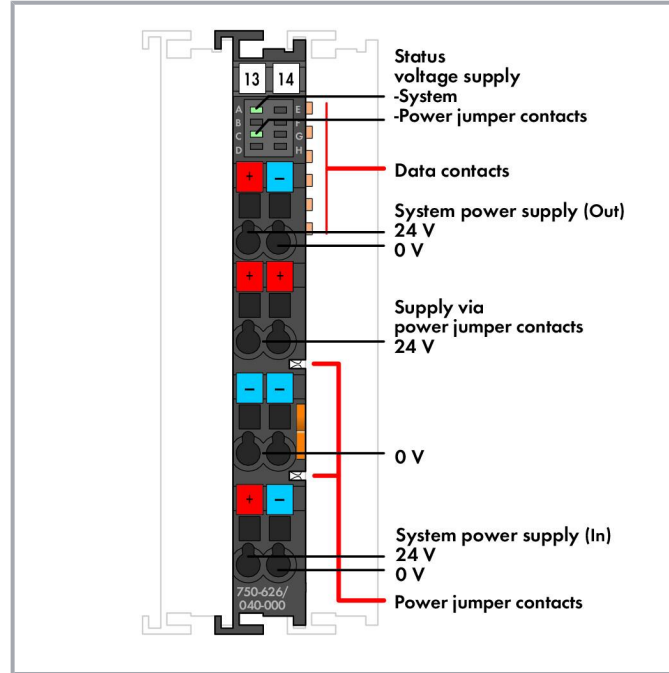 Status
voltage supply
-System
-Power jumper contacts
13 14
A E
B F
C G
D H
Data contacts
+ −
System power supply (Out)
24 V
0 V
+ +
Supply via
power jumper contacts
24 V
− −
0 V
+ −
System power supply (In)
24 V
0 V
750-626/
040-000
Power jumper contacts